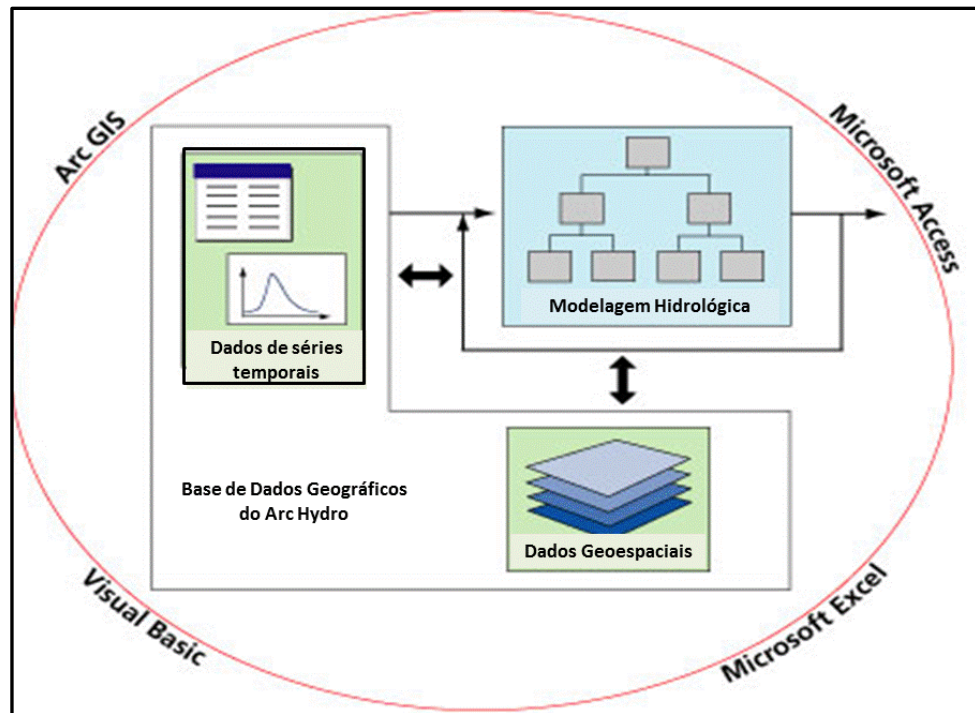 Arc GIS
Microsoft Access
Modelagem Hidrológica
Dados de séries
temporais
Base de Dados Geográficos
do Arc Hydro
Dados Geoespaciais
Visual Basic
Microsoft Excel